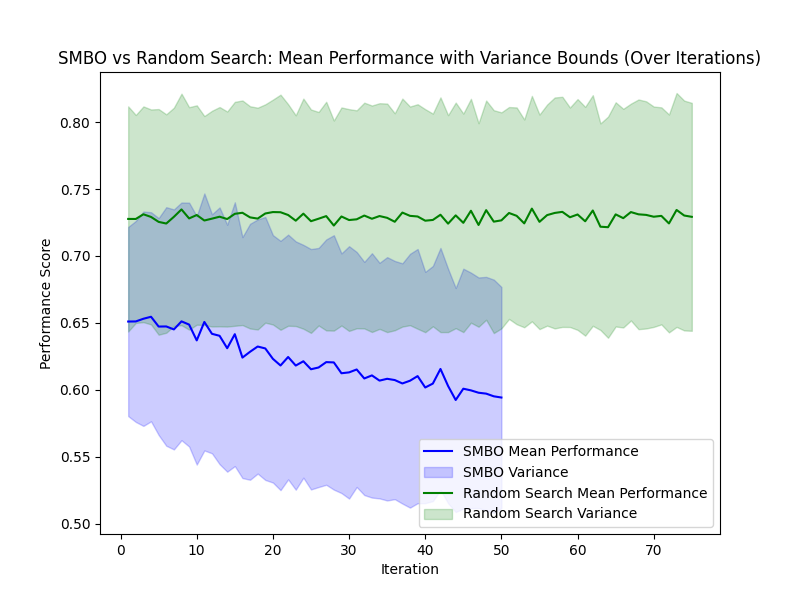 SMBO vs Random Search: Mean Performance with Variance Bounds (Over Iterations)
Performance Score
0.80
0.75
0.70
0.65
0.60
0.55
0.50
SMBO Mean Performance
SMBO Variance
Random Search Mean Performance
Random Search Variance
0 10 20 30 40 50 60 70
Iteration